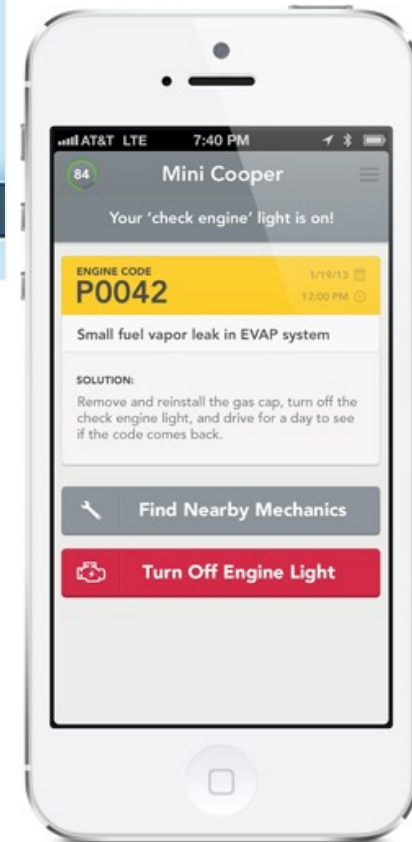 AT&T LTE 7:40 PM
84 Mini Cooper
Your 'check engine' light is on!
ENGINE CODE 1/19/13
P0042 12:00 PM
Small fuel vapor leak in EVAP system
SOLUTION:
Remove and reinstall the gas cap, turn off the
check engine light, and drive for a day to see
if the code comes back.
Find Nearby Mechanics
Turn Off Engine Light